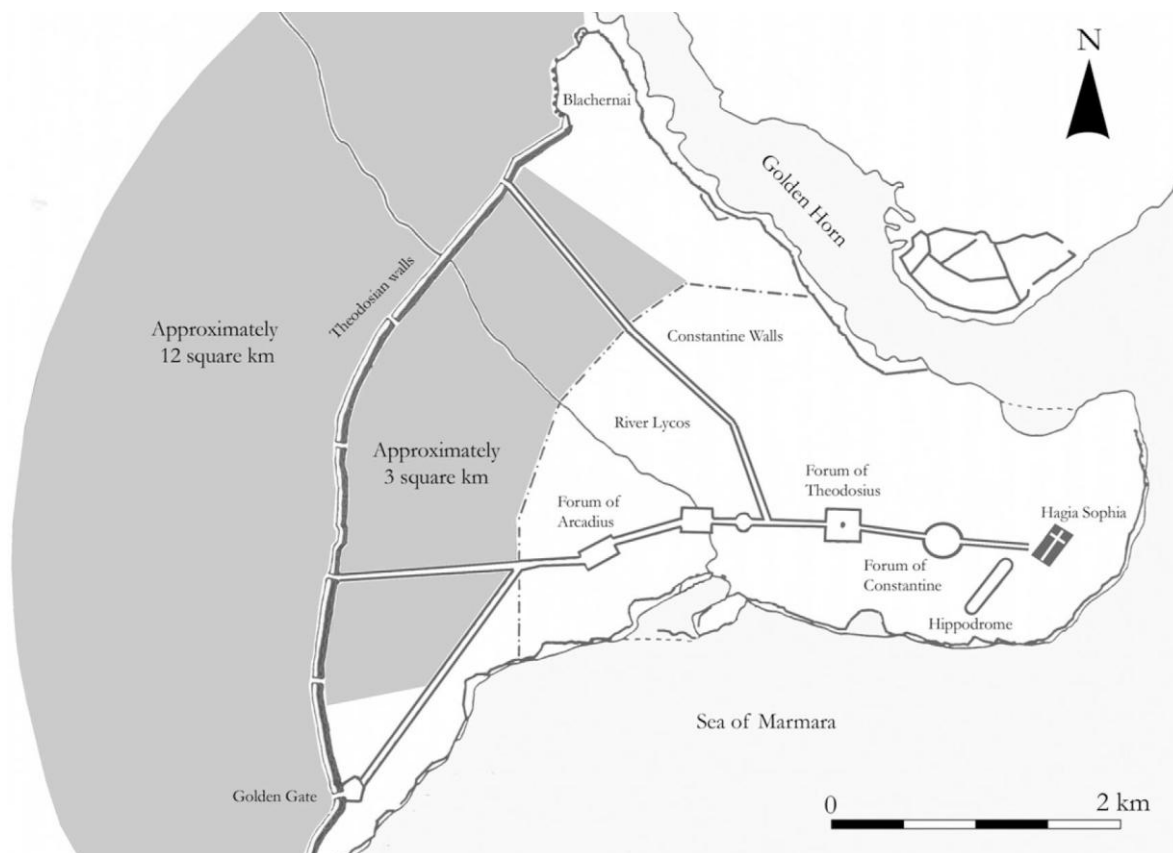 N
Blachernai
Golden Horn
Theodosian walls
Approximately
12 square km
Constantine Walls
River Lycos
Approximately
3 square km
Forum of
Arcadius
Forum of
Theodosius
Hagia Sophia
Forum of
Constantine
Hippodrome
Sea of Marmara
Golden Gate
0 2 km